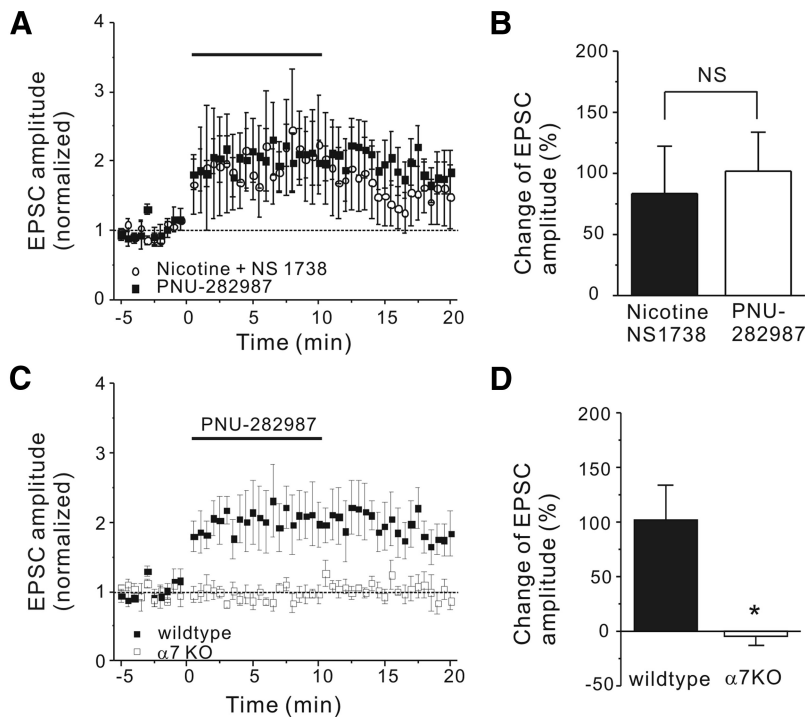 A
EPSC amplitude
(normalized)
4
3
2
1
0
Nicotine + NS 1738
PNU-282987
-5 0 5 10 15 20
Time (min)
B
Change of EPSC
amplitude (%)
200
150
100
50
0
NS
Nicotine PNU-
NS1738 282987
C
EPSC amplitude
(normalized)
4
3
2
1
0
PNU-282987
wildtype
α7 KO
-5 0 5 10 15 20
Time (min)
D
Change of EPSC
amplitude (%)
200
150
100
50
0
-50
*
wildtype α7KO